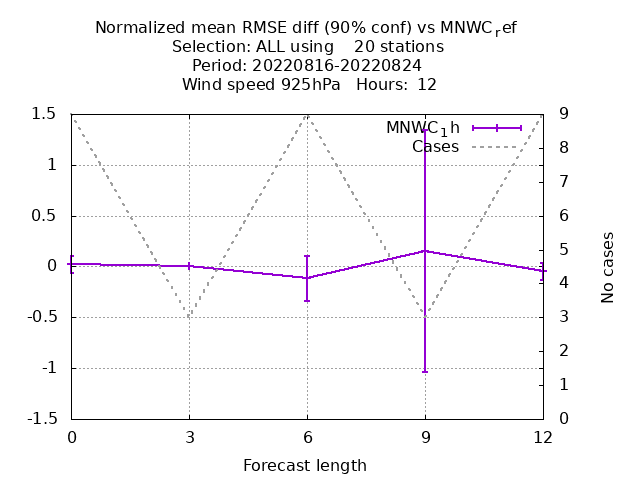 Normalized mean RMSE diff (90% conf) vs MNWCref
Selection: ALL using    20 stations
Period: 20220816-20220824
Wind speed 925hPa   Hours:  12
MNWC1h
Cases
1.5
1
0.5
0
-0.5
-1
-1.5
9
8
7
6
5
4
3
2
1
0
No cases
0 3 6 9 12
Forecast length